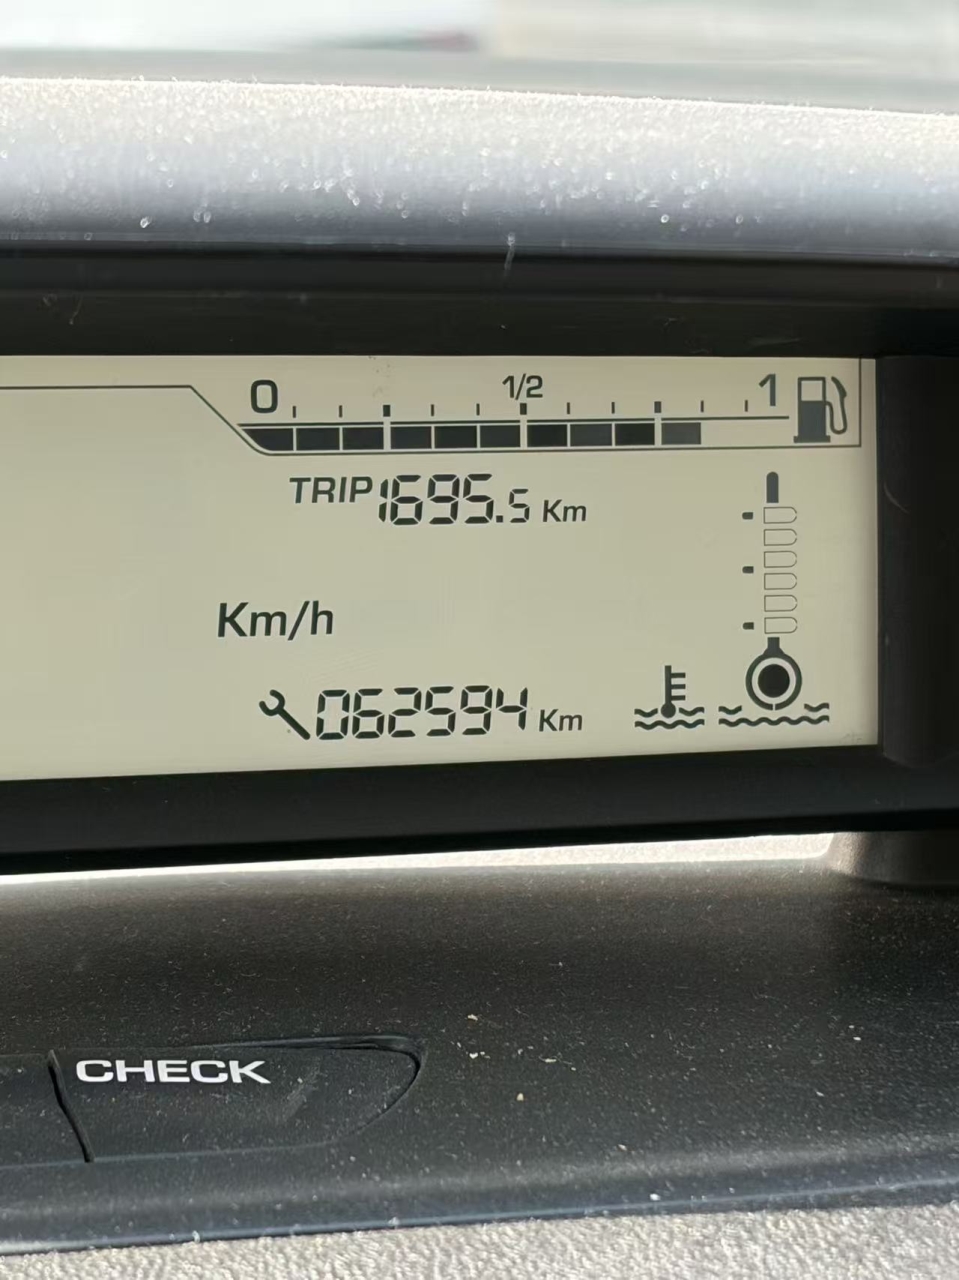 0 1/2 1
TRIP 1695.5 Km
Km/h
062594 Km
CHECK